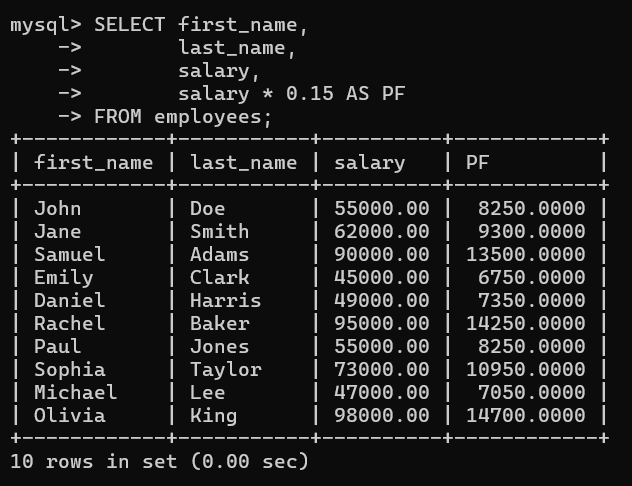 mysql> SELECT first_name,
    ->        last_name,
    ->        salary,
    ->        salary * 0.15 AS PF
    -> FROM employees;
+------------+-----------+----------+------------+
| first_name | last_name | salary   | PF         |
+------------+-----------+----------+------------+
| John       | Doe       | 55000.00 |  8250.0000 |
| Jane       | Smith     | 62000.00 |  9300.0000 |
| Samuel     | Adams     | 90000.00 | 13500.0000 |
| Emily      | Clark     | 45000.00 |  6750.0000 |
| Daniel     | Harris    | 49000.00 |  7350.0000 |
| Rachel     | Baker     | 95000.00 | 14250.0000 |
| Paul       | Jones     | 55000.00 |  8250.0000 |
| Sophia     | Taylor    | 73000.00 | 10950.0000 |
| Michael    | Lee       | 47000.00 |  7050.0000 |
| Olivia     | King      | 98000.00 | 14700.0000 |
+------------+-----------+----------+------------+
10 rows in set (0.00 sec)